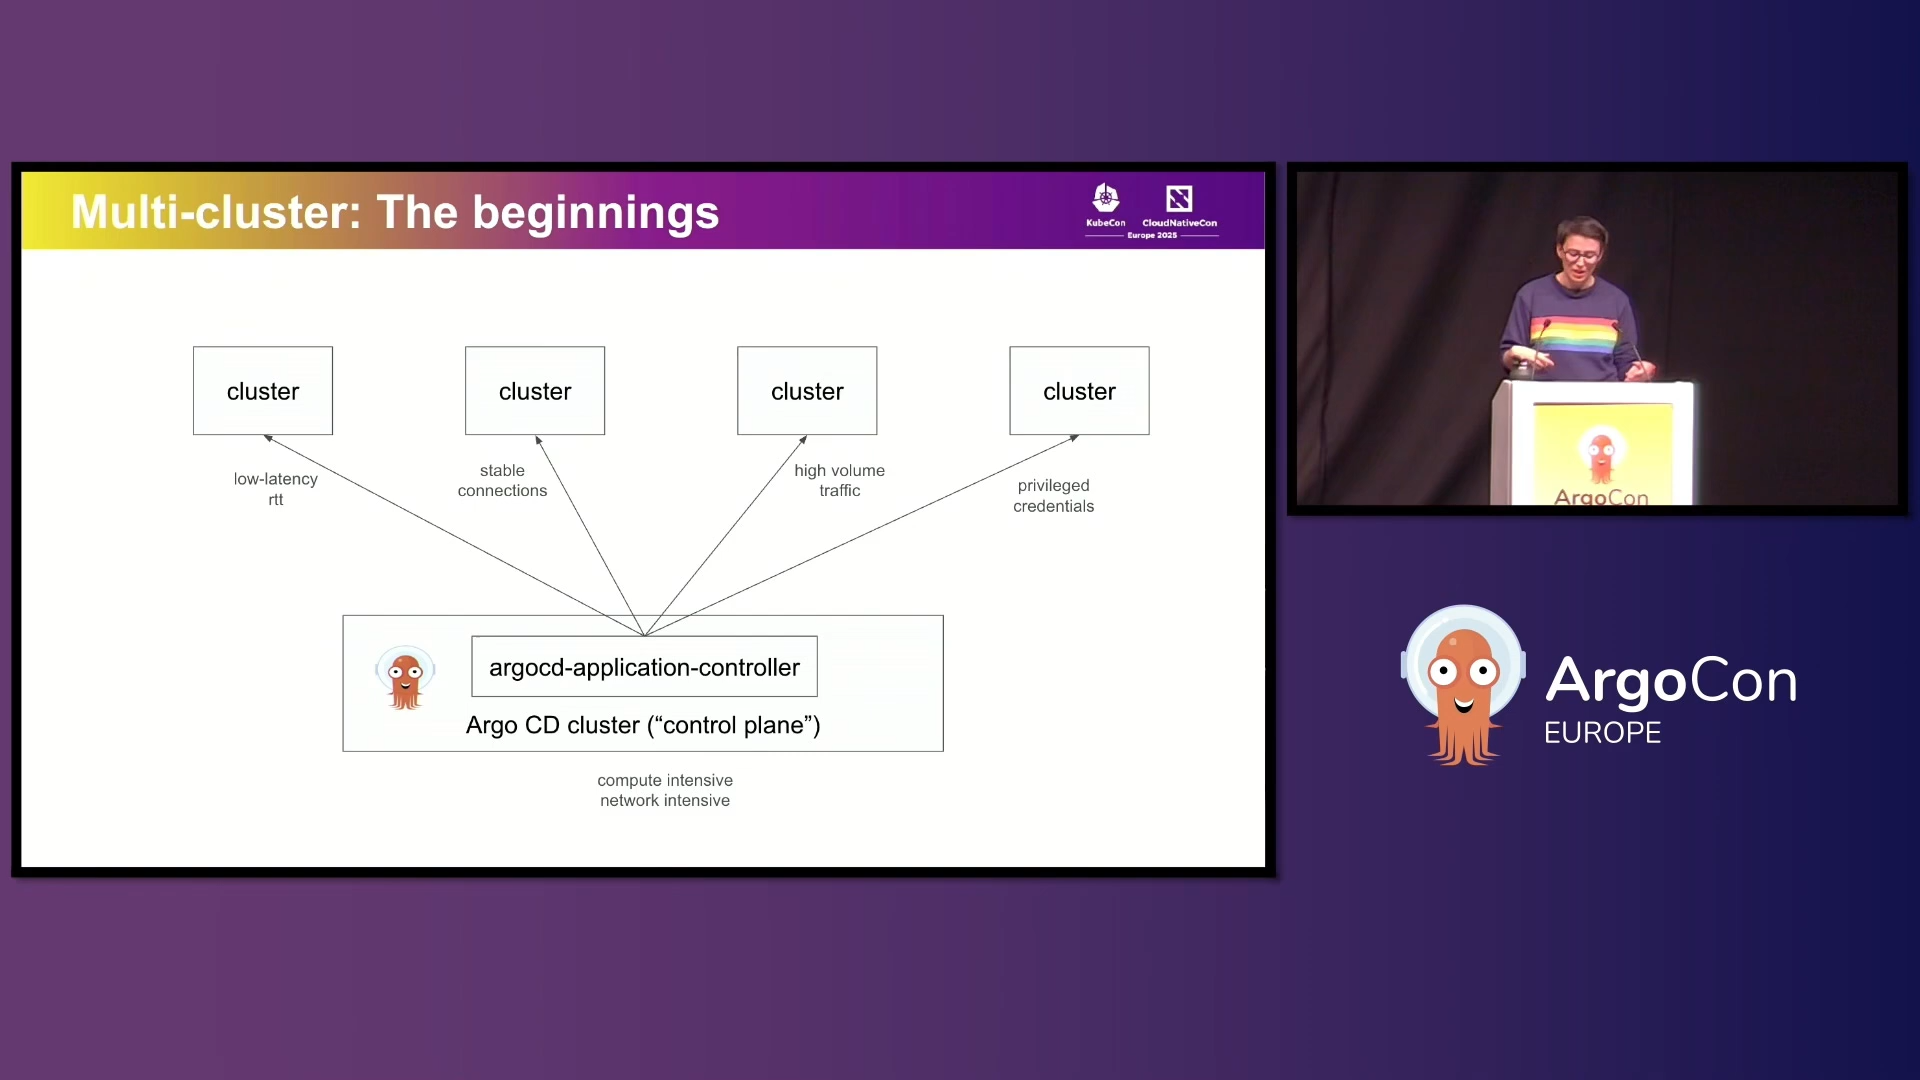 Multi-cluster: The beginnings
KubeCon
CloudNativeCon
Europe 2025
cluster
cluster
cluster
cluster
low-latency
rtt
stable
connections
high volume
traffic
privileged
credentials
argocd-application-controller
Argo CD cluster (“control plane”)
compute intensive
network intensive
ArgoCon
ArgoCon
EUROPE